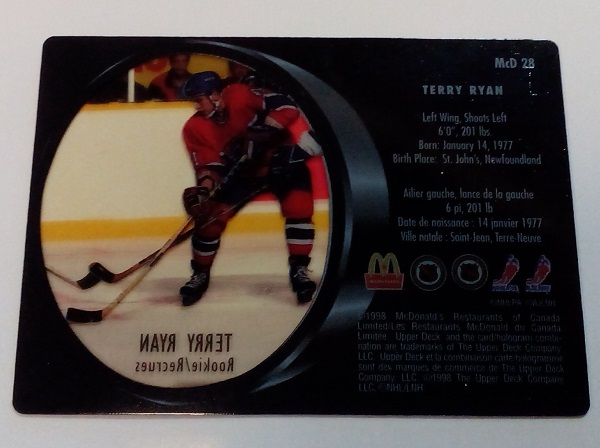 McD 28
TERRY RYAN
Left Wing, Shoots Left
6'0", 201 lbs
Born: January 14, 1977
Birth Place: St. John's, Newfoundland
Ailier gauche, lance de la gauche
6 pi, 201 lb
Date de naissance : 14 janvier 1977
Ville natale : Saint-Jean, Terre-Neuve
©1998 McDonald's Restaurants of Canada
Limited/Les Restaurants McDonald du Canada
Limitée. Upper Deck and the card/hologram combi-
nation are trademarks of The Upper Deck Company,
LLC. Upper Deck et la combinaison carte/hologramme
sont des marques de commerce de The Upper Deck
Company, LLC. ©1998 The Upper Deck Company,
LLC. ©NHL/LNH.
TERRY RYAN
Rookie/Recrues